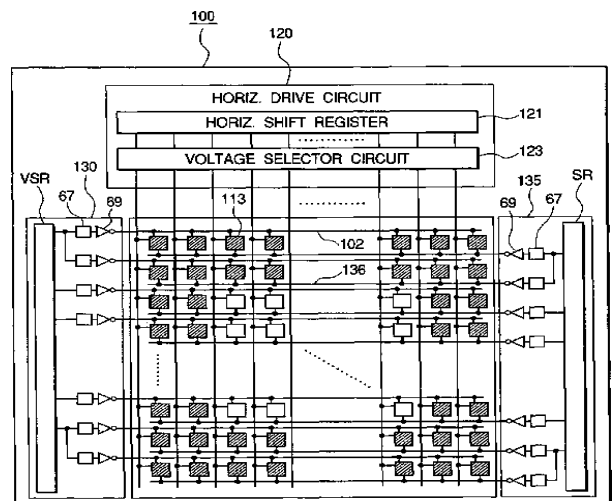 100
120
HORIZ. DRIVE CIRCUIT
HORIZ. SHIFT REGISTER
121
VOLTAGE SELECTOR CIRCUIT
123
VSR
130
67
69
113
102
136
135
SR
69
67